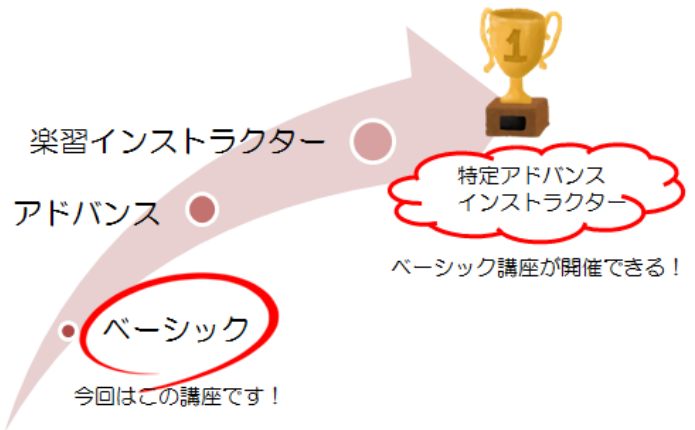 1
楽習インストラクター
アドバンス
ベーシック
今回はこの講座です！
特定アドバンス
インストラクター
ベーシック講座が開催できる！